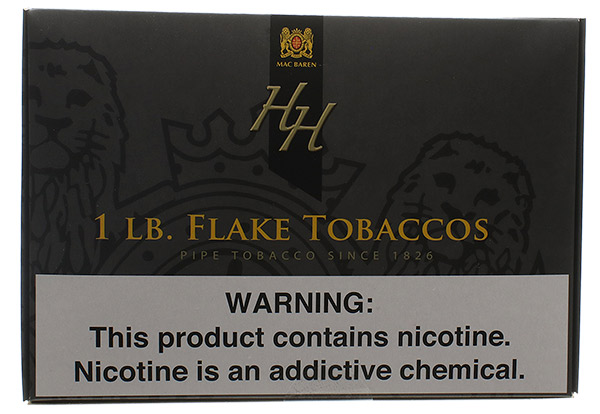 MAC BAREN
HH
1 LB. FLAKE TOBACCOS
PIPE TOBACCO SINCE 1826
WARNING:
This product contains nicotine.
Nicotine is an addictive chemical.